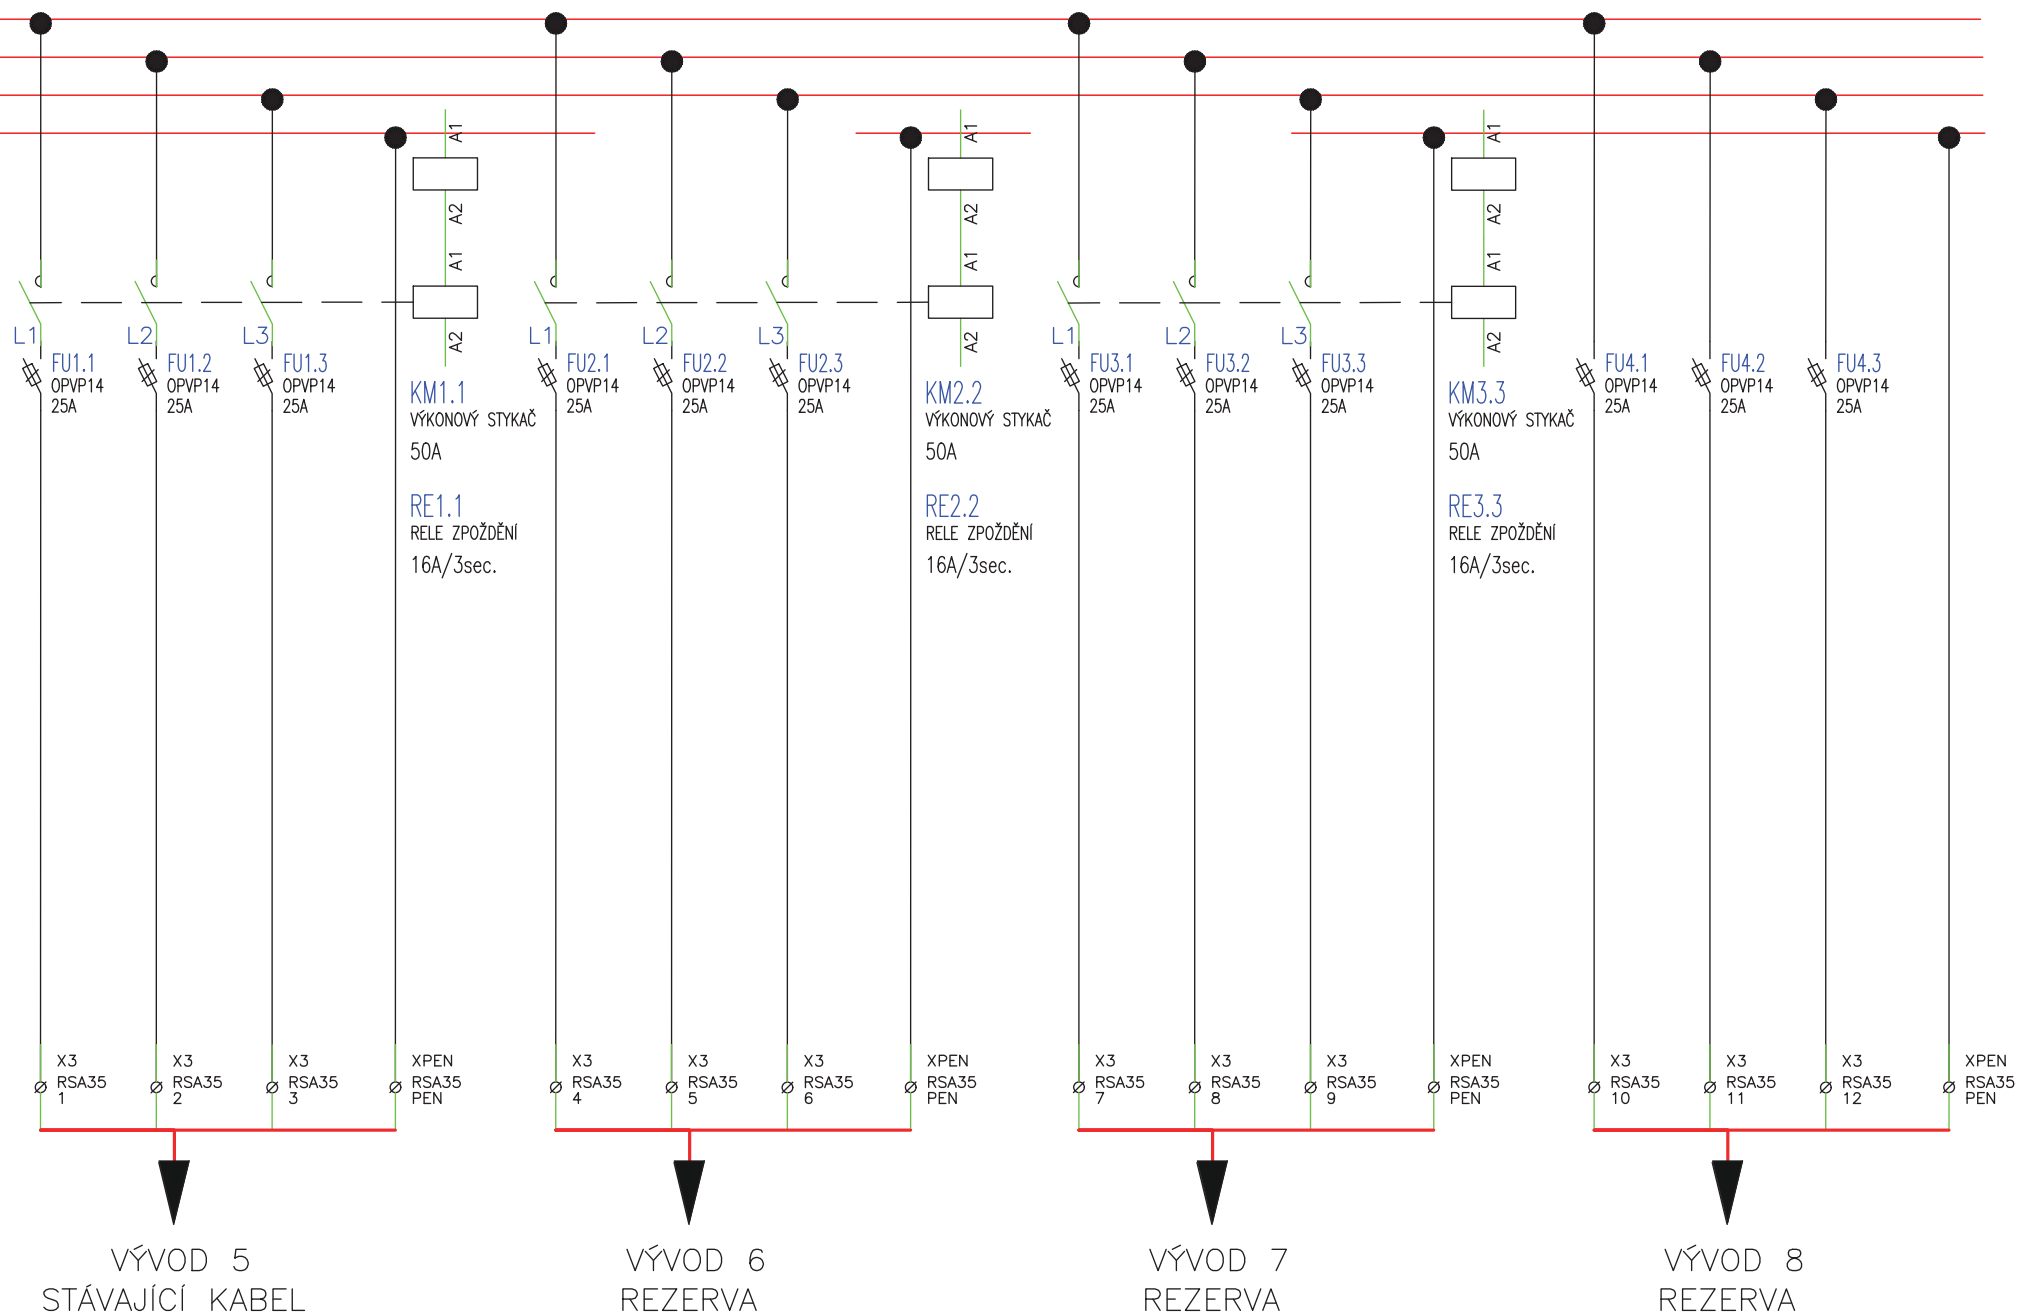 A1
A2
A1
A2
L1
L2
L3
FU1.1
OPVP14
25A
FU1.2
OPVP14
25A
FU1.3
OPVP14
25A
KM1.1
VÝKONOVÝ STYKAČ
50A
RE1.1
RELE ZPOŽDĚNÍ
16A/3sec.
A1
A2
A1
A2
L1
L2
L3
FU2.1
OPVP14
25A
FU2.2
OPVP14
25A
FU2.3
OPVP14
25A
KM2.2
VÝKONOVÝ STYKAČ
50A
RE2.2
RELE ZPOŽDĚNÍ
16A/3sec.
A1
A2
A1
A2
L1
L2
L3
FU3.1
OPVP14
25A
FU3.2
OPVP14
25A
FU3.3
OPVP14
25A
KM3.3
VÝKONOVÝ STYKAČ
50A
RE3.3
RELE ZPOŽDĚNÍ
16A/3sec.
FU4.1
OPVP14
25A
FU4.2
OPVP14
25A
FU4.3
OPVP14
25A
X3
RSA35
1
X3
RSA35
2
X3
RSA35
3
XPEN
RSA35
PEN
X3
RSA35
4
X3
RSA35
5
X3
RSA35
6
XPEN
RSA35
PEN
X3
RSA35
7
X3
RSA35
8
X3
RSA35
9
XPEN
RSA35
PEN
X3
RSA35
10
X3
RSA35
11
X3
RSA35
12
XPEN
RSA35
PEN
VÝVOD 5
STÁVAJÍCÍ KABEL
VÝVOD 6
REZERVA
VÝVOD 7
REZERVA
VÝVOD 8
REZERVA